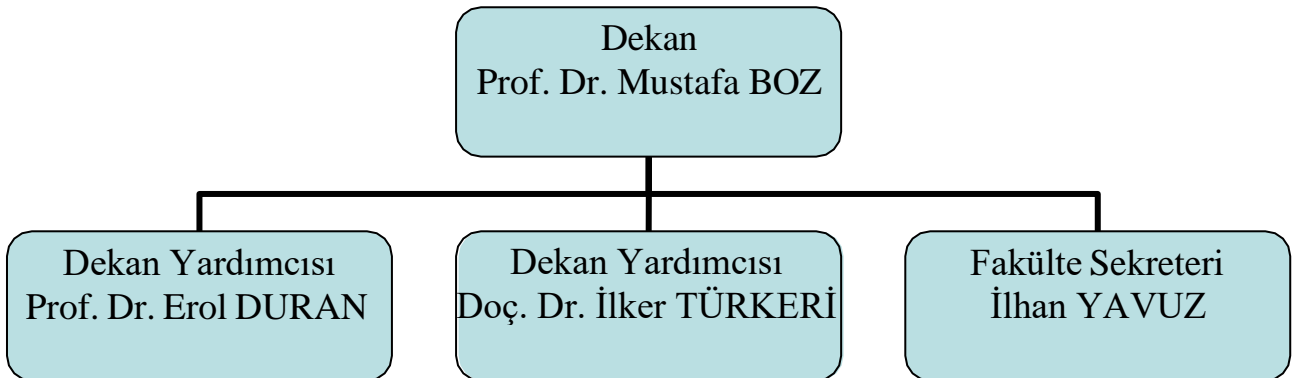 Dekan
Prof. Dr. Mustafa BOZ
Dekan Yardımcısı
Prof. Dr. Erol DURAN
Dekan Yardımcısı
Doç. Dr. İlker TÜRKERİ
Fakülte Sekreteri
İlhan YAVUZ